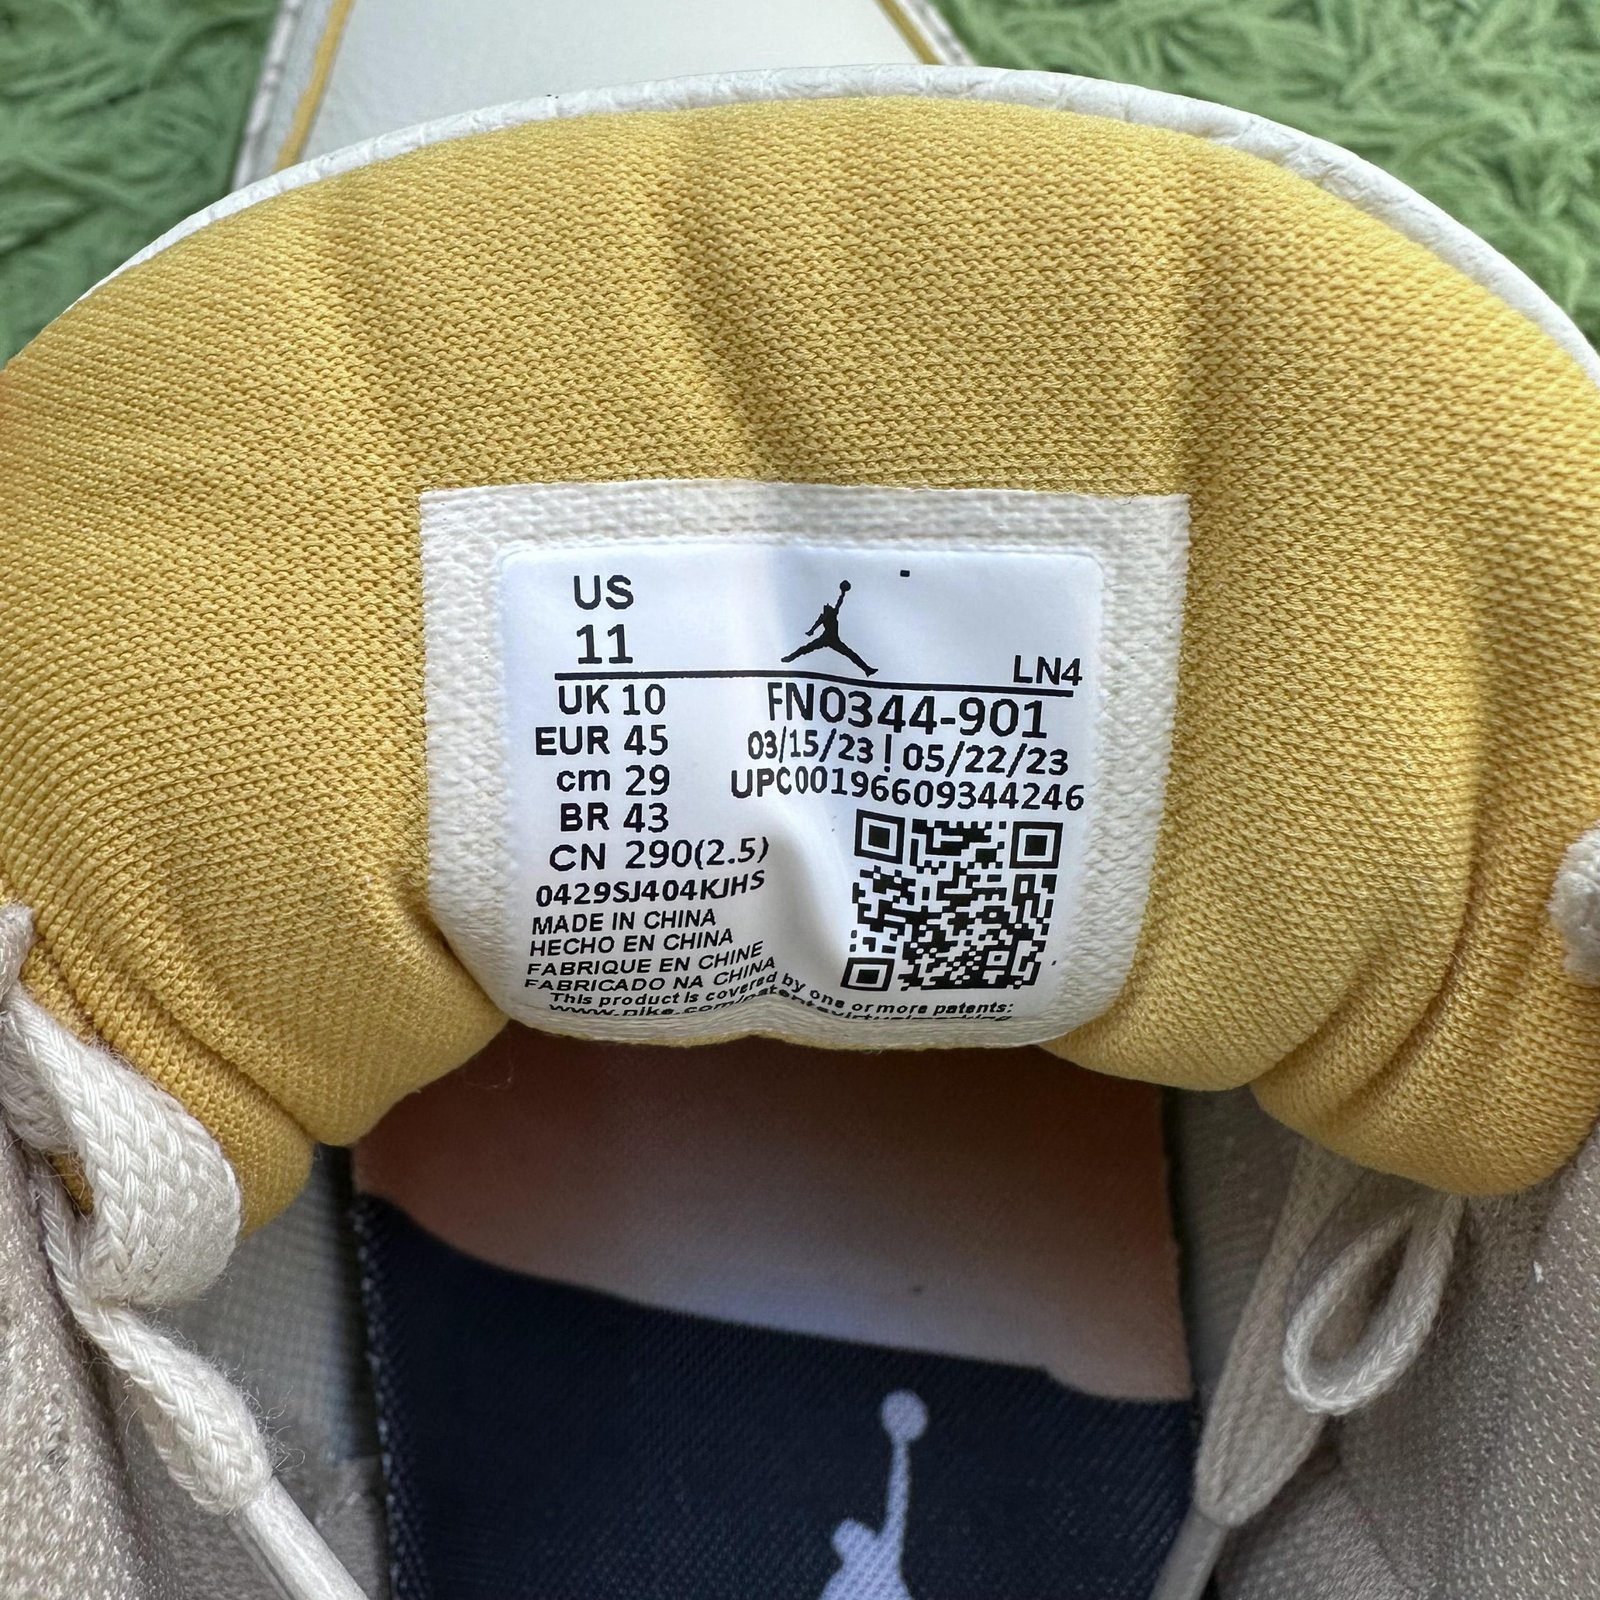 US
11
LN4
UK 10
EUR 45
cm 29
BR 43
CN 290(2.5)
FN0344-901
03/15/23 ! 05/22/23
UPC00196609344246
0429SJ404KJHS
MADE IN CHINA
HECHO EN CHINA
FABRIQUE EN CHINE
FABRICADO NA CHINA
This product is covered by one or more patents: